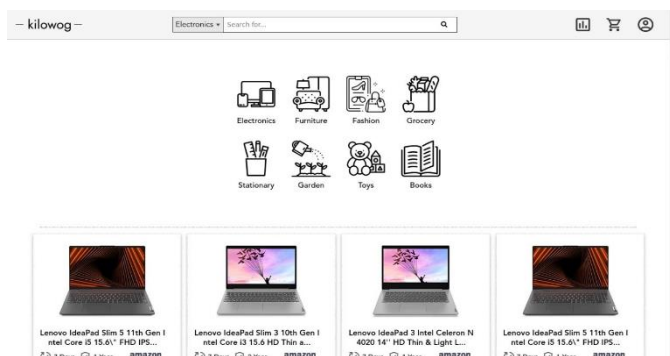 — kilowog —
Electronics
Search for...
Electronics Furniture Fashion Grocery
Stationary Garden Toys Books
Lenovo IdeaPad Slim 5 11th Gen I
ntel Core i5 15.6\" FHD IPS...
Lenovo IdeaPad Slim 3 10th Gen I
ntel Core i3 15.6 HD Thin a...
Lenovo IdeaPad 3 Intel Celeron N
4020 14'' HD Thin & Light L...
Lenovo IdeaPad Slim 5 11th Gen I
ntel Core i5 15.6\" FHD IPS...
amazon
amazon
amazon
amazon